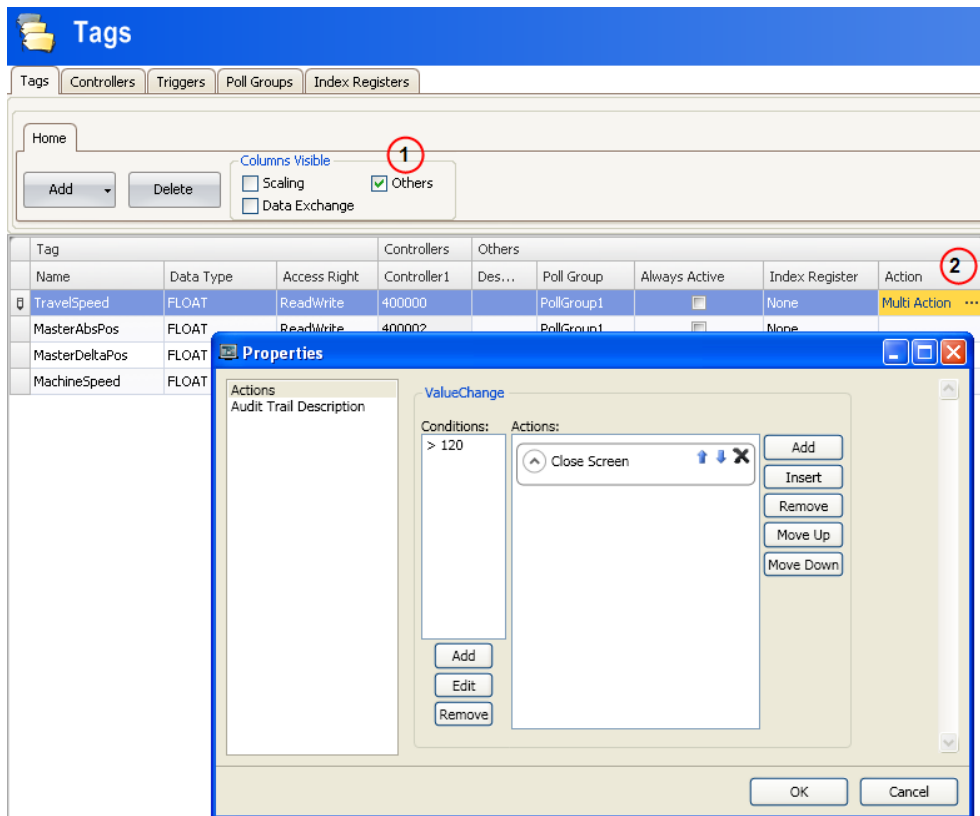 Tags
Tags Controllers Triggers Poll Groups Index Registers
Home
1
Columns Visible
Add Delete Scaling Others
Data Exchange
Tag Controllers Others
2
Name Data Type Access Right Controller1 Des... Poll Group Always Active Index Register Action
TravelSpeed FLOAT ReadWrite 400000 PollGroup1 None Multi Action ...
MasterAbsPos FLOAT ReadWrite 400002 PollGroup1 None
MasterDeltaPos FLOAT
MachineSpeed FLOAT
Properties
Actions
Audit Trail Description
ValueChange
Conditions: Actions:
> 120
Close Screen
Add
Insert
Remove
Move Up
Move Down
Add
Edit
Remove
OK Cancel